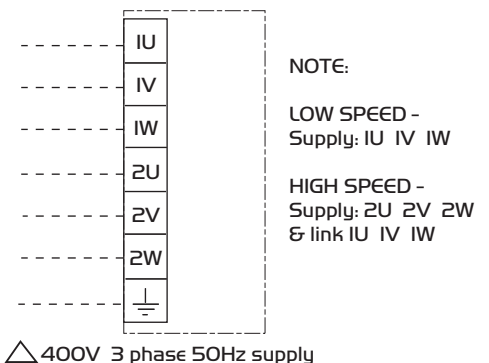 1U
1V
1W
2U
2V
2W
NOTE:
LOW SPEED -
Supply: 1U 1V 1W
HIGH SPEED -
Supply: 2U 2V 2W
& link 1U 1V 1W
400V 3 phase 50Hz supply